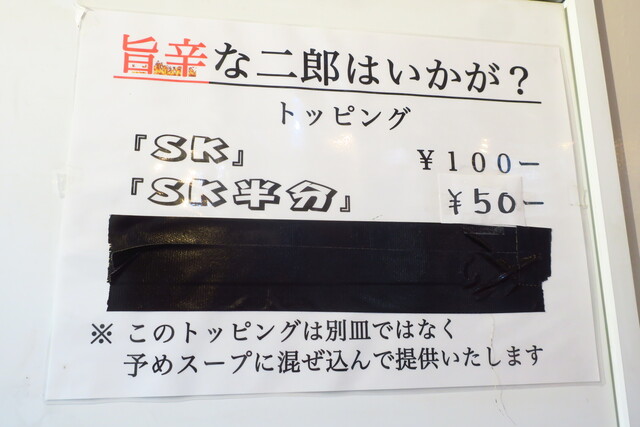 旨辛な二郎はいかが？
トッピング
『SK』 ￥100ー
『SK半分』 ￥50ー
※ このトッピングは別皿ではなく
予めスープに混ぜ込んで提供いたします